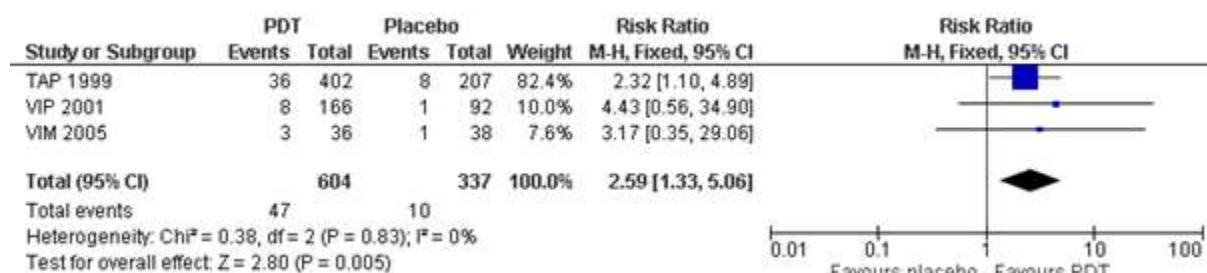 PDT Placebo Risk Ratio Risk Ratio
Study or Subgroup Events Total Events Total Weight M-H, Fixed, 95% CI M-H, Fixed, 95% CI
TAP 1999 36 402 8 207 82.4% 2.32 [1.10, 4.89]
VIP 2001 8 166 1 92 10.0% 4.43 [0.56, 34.90]
VIM 2005 3 36 1 38 7.6% 3.17 [0.35, 29.06]
Total (95% CI) 604 337 100.0% 2.59 [1.33, 5.06]
Total events 47 10
Heterogeneity: Chi² = 0.38, df = 2 (P = 0.83); I² = 0%
Test for overall effect: Z = 2.80 (P = 0.005)
0.01 0.1 1 10 100
Favours placebo Favours PDT